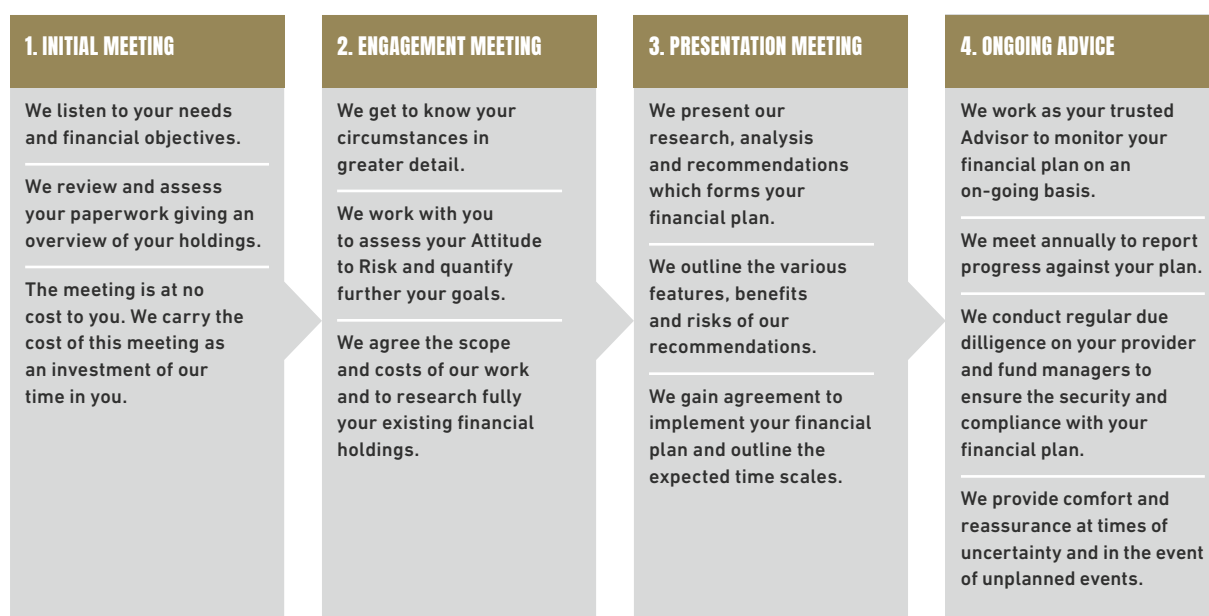 1. INITIAL MEETING
We listen to your needs
and financial objectives.
We review and assess
your paperwork giving an
overview of your holdings.
The meeting is at no
cost to you. We carry the
cost of this meeting as
an investment of our
time in you.
2. ENGAGEMENT MEETING
We get to know your
circumstances in
greater detail.
We work with you
to assess your Attitude
to Risk and quantify
further your goals.
We agree the scope
and costs of our work
and to research fully
your existing financial
holdings.
3. PRESENTATION MEETING
We present our
research, analysis
and recommendations
which forms your
financial plan.
We outline the various
features, benefits
and risks of our
recommendations.
We gain agreement to
implement your financial
plan and outline the
expected time scales.
4. ONGOING ADVICE
We work as your trusted
Advisor to monitor your
financial plan on an
on-going basis.
We meet annually to report
progress against your plan.
We conduct regular due
dilligence on your provider
and fund managers to
ensure the security and
compliance with your
financial plan.
We provide comfort and
reassurance at times of
uncertainty and in the event
of unplanned events.